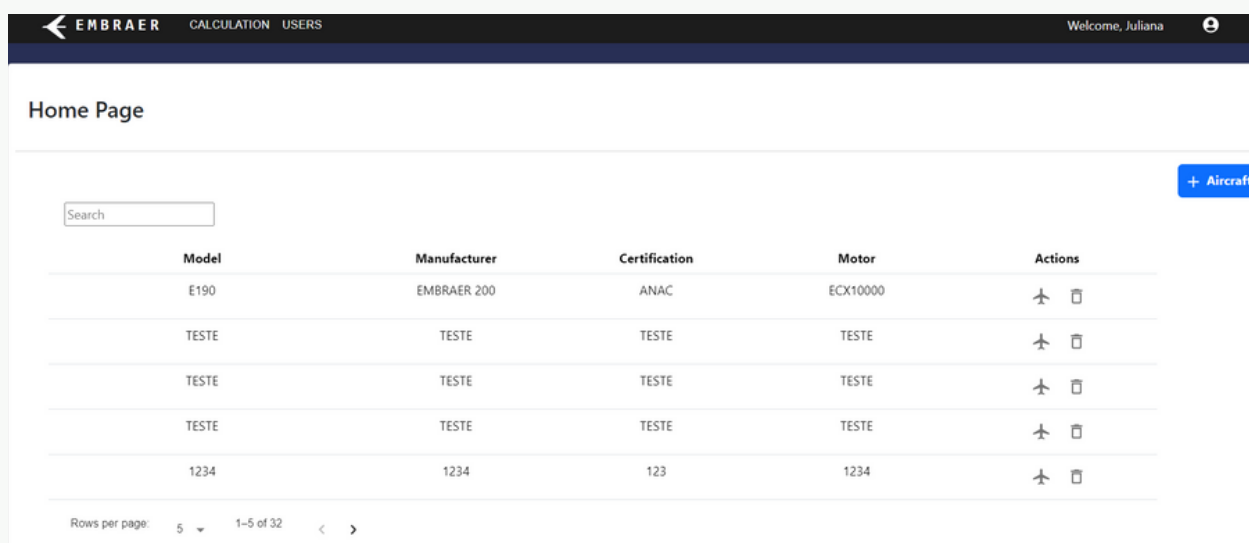 EMBRAER CALCULATION USERS Welcome, Juliana
Home Page
+ Aircraft
Search
Model Manufacturer Certification Motor Actions
E190 EMBRAER 200 ANAC ECX10000
TESTE TESTE TESTE TESTE
TESTE TESTE TESTE TESTE
TESTE TESTE TESTE TESTE
1234 1234 123 1234
Rows per page: 5 1–5 of 32 < >